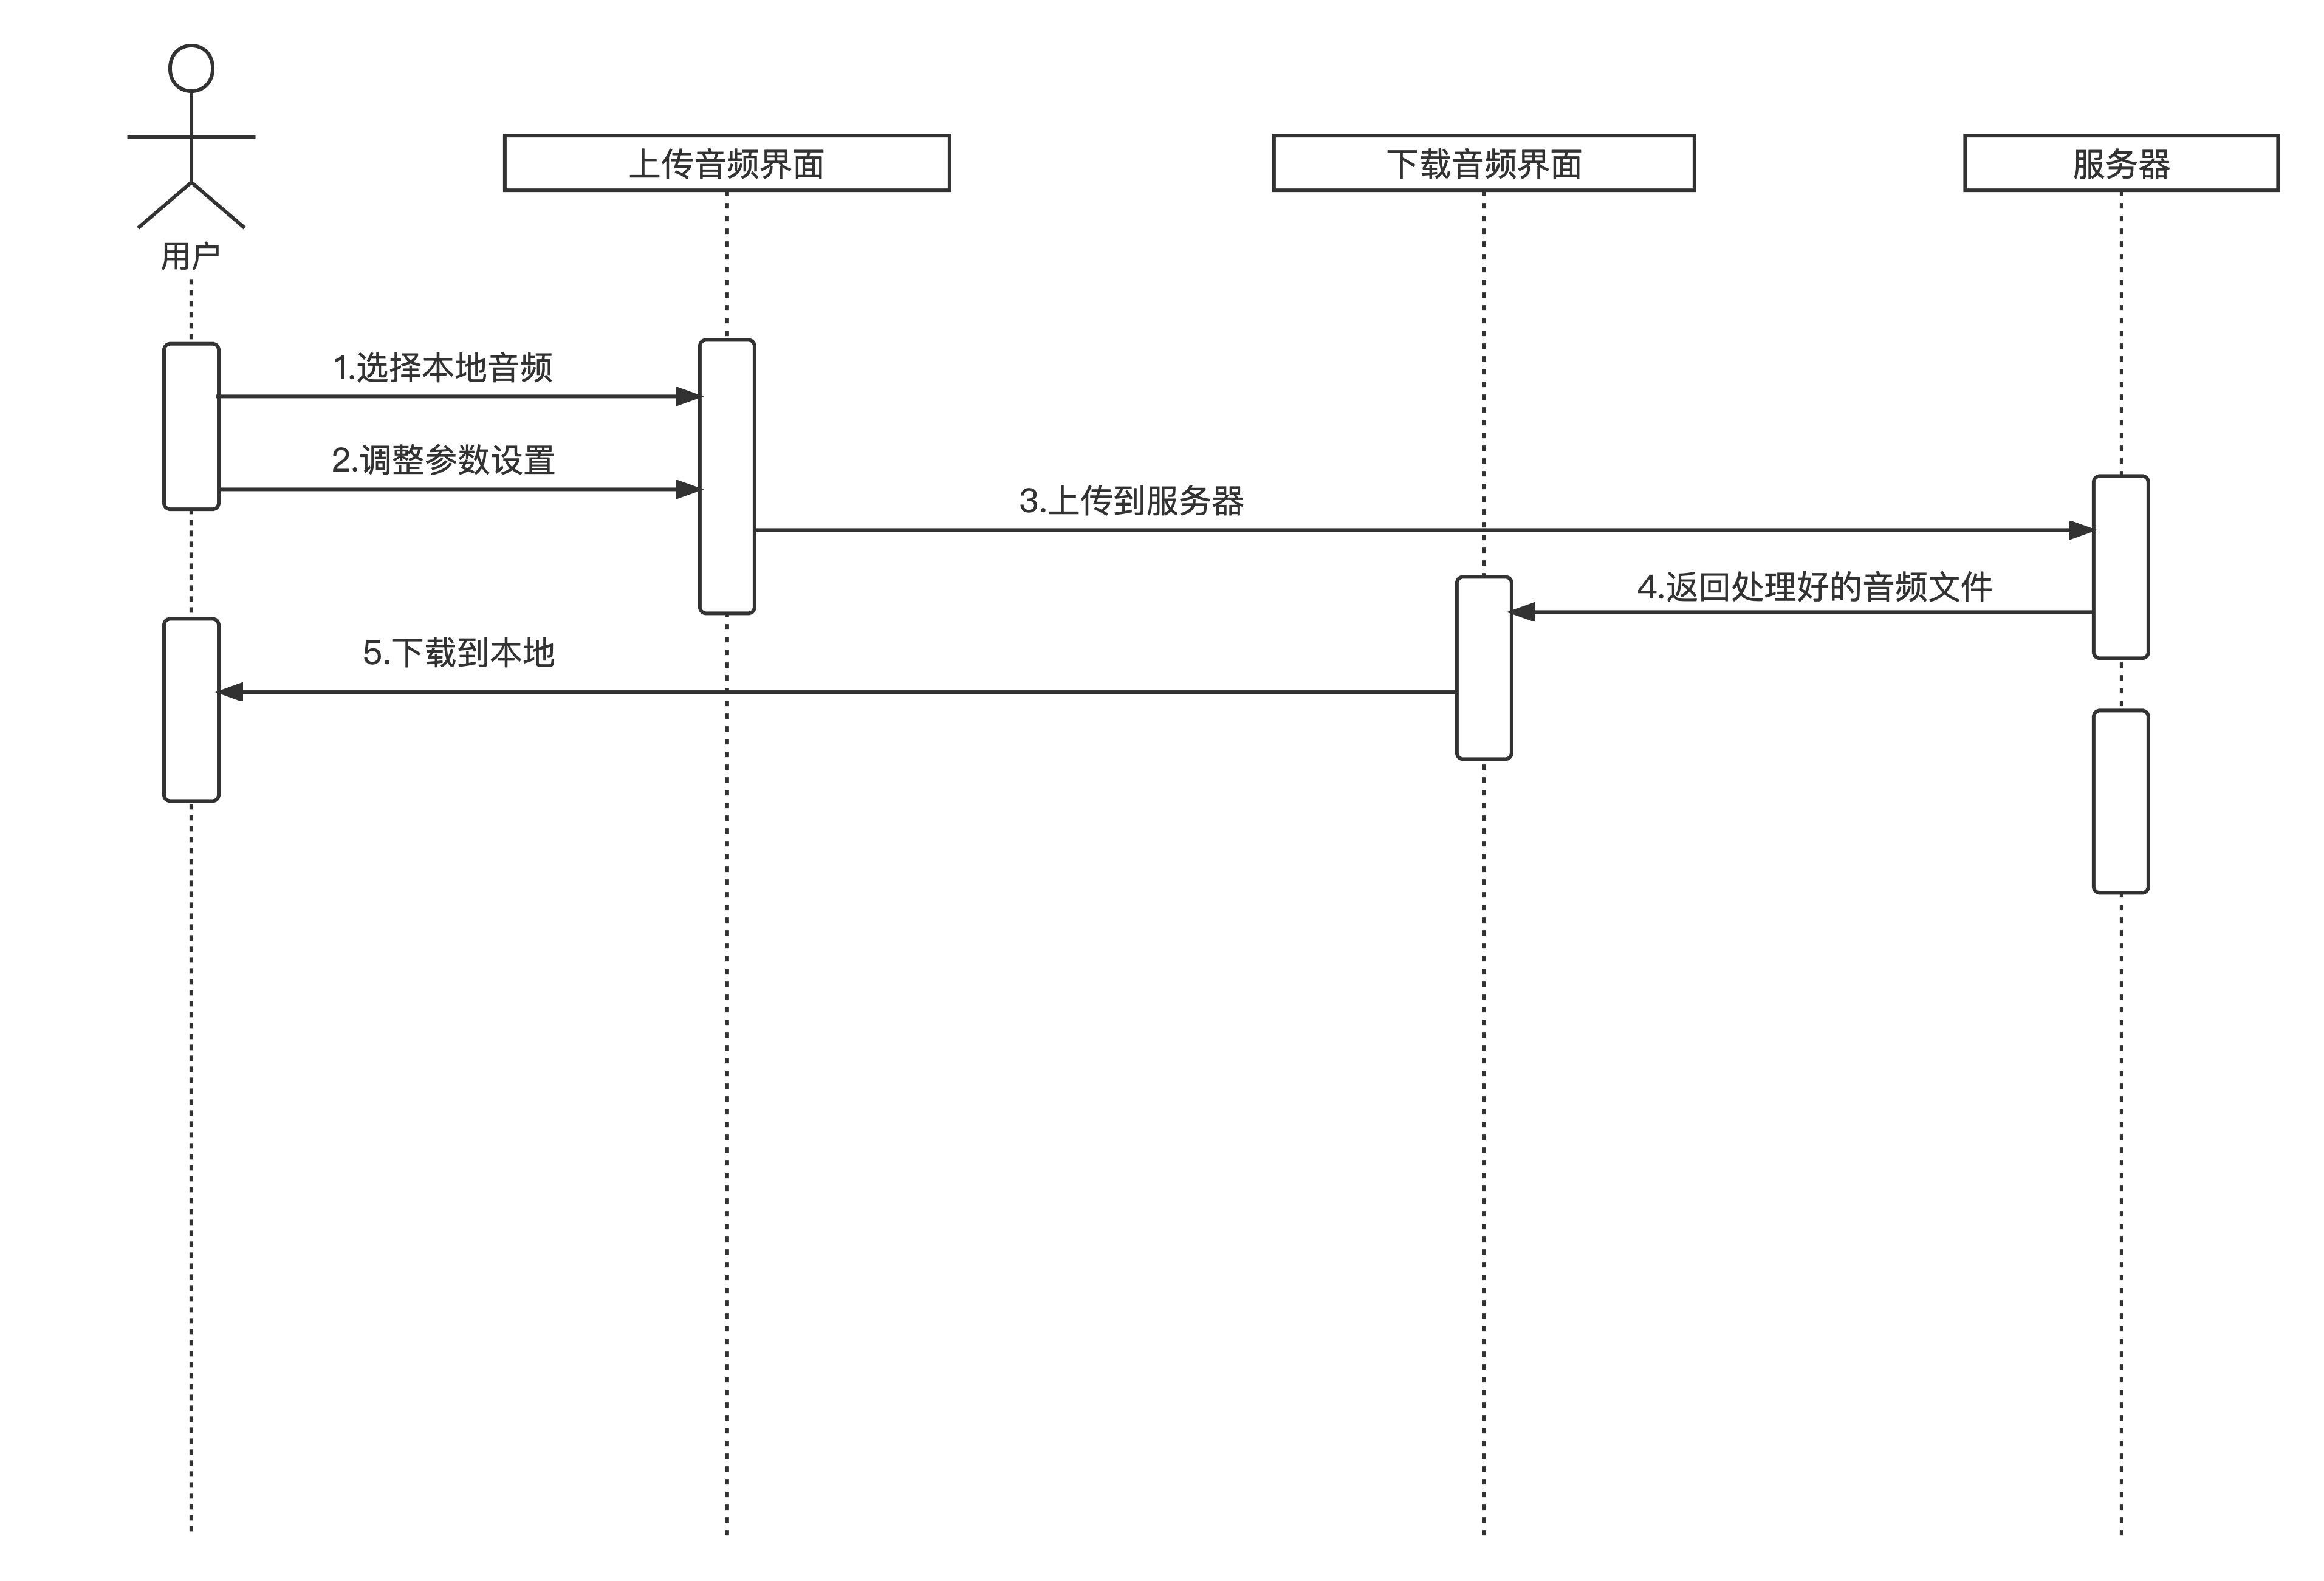 上传音频界面
下载音频界面
服务器
用户
1.选择本地音频
2.调整参数设置
3.上传到服务器
4.返回处理好的音频文件
5.下载到本地